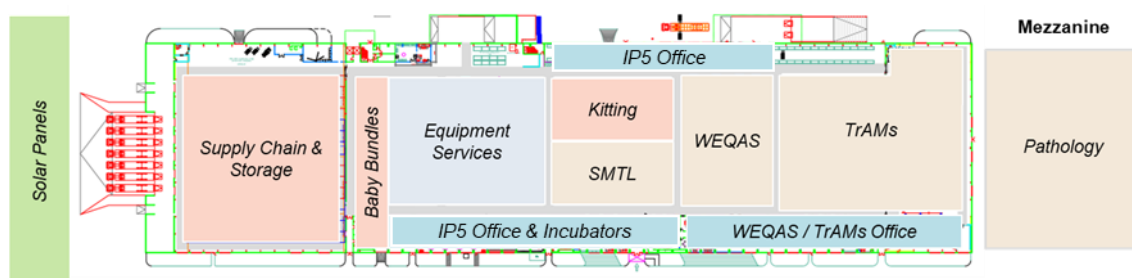 Mezzanine
Solar Panels
Supply Chain &
Storage
Baby Bundles
Equipment
Services
IP5 Office
Kitting
SMTL
WEQAS
TrAMs
IP5 Office & Incubators
WEQAS / TrAMs Office
Pathology